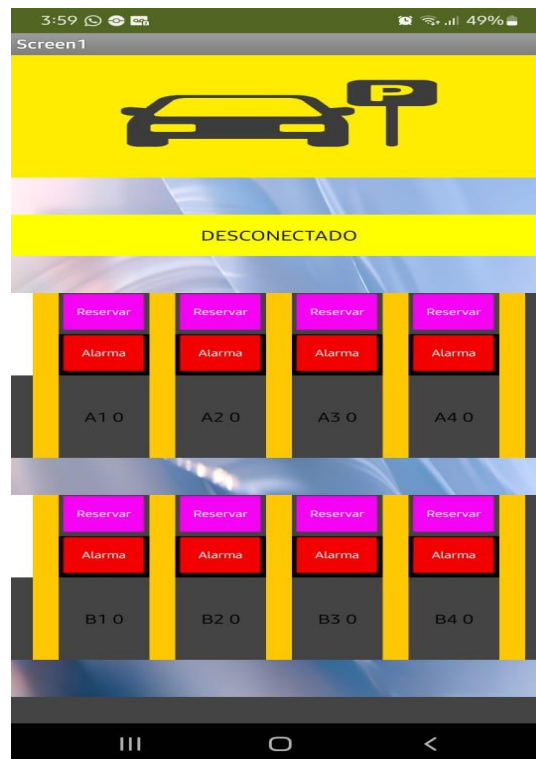 3:59 49%
Screen1
P
DESCONECTADO
Reservar Reservar Reservar Reservar
Alarma Alarma Alarma Alarma
A1 0 A2 0 A3 0 A4 0
Reservar Reservar Reservar Reservar
Alarma Alarma Alarma Alarma
B1 0 B2 0 B3 0 B4 0